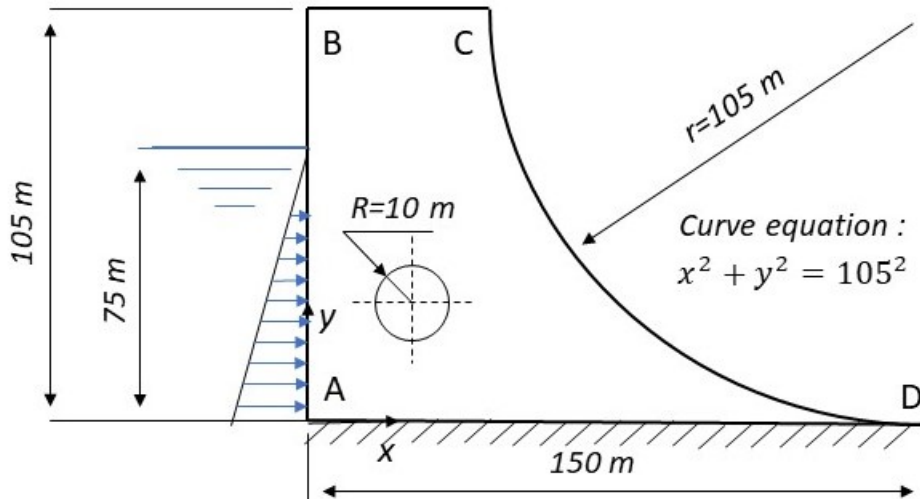 B
C
r=105 m
105 m
75 m
R=10 m
Curve equation :
x² + y² = 105²
y
A
D
x
150 m